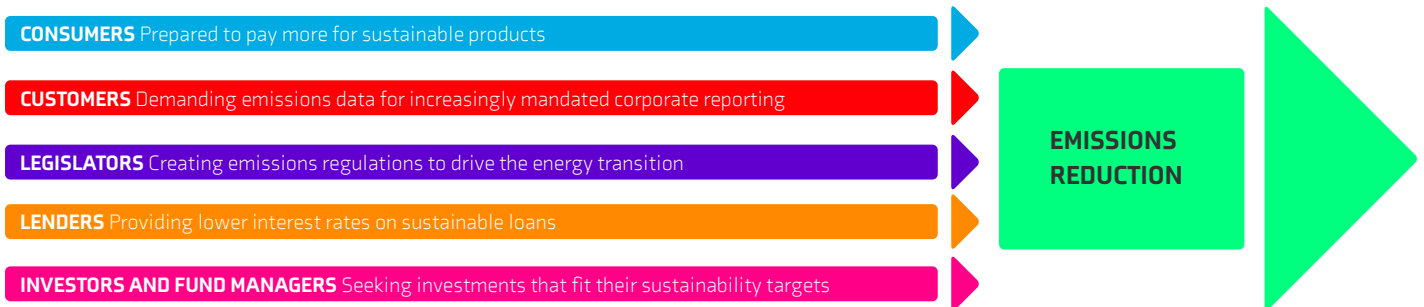 CONSUMERS Prepared to pay more for sustainable products
CUSTOMERS Demanding emissions data for increasingly mandated corporate reporting
LEGISLATORS Creating emissions regulations to drive the energy transition
LENDERS Providing lower interest rates on sustainable loans
INVESTORS AND FUND MANAGERS Seeking investments that fit their sustainability targets
EMISSIONS
REDUCTION